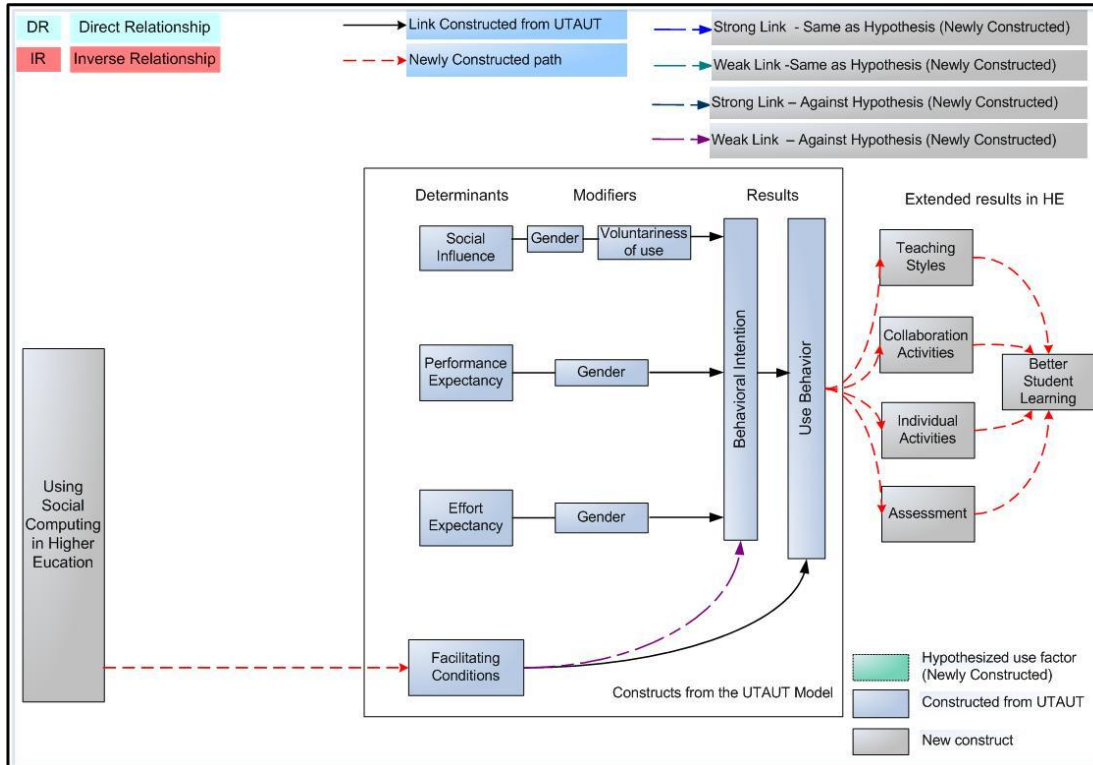 DR Direct Relationship
IR Inverse Relationship
Link Constructed from UTAUT
Newly Constructed path
Strong Link - Same as Hypothesis (Newly Constructed)
Weak Link -Same as Hypothesis (Newly Constructed)
Strong Link – Against Hypothesis (Newly Constructed)
Weak Link – Against Hypothesis (Newly Constructed)
Determinants Modifiers Results
Extended results in HE
Social
Influence
Gender
Voluntariness
of use
Performance
Expectancy
Gender
Effort
Expectancy
Gender
Facilitating
Conditions
Behavioral Intention
Use Behavior
Using
Social
Computing
in Higher
Eucation
Teaching
Styles
Collaboration
Activities
Individual
Activities
Assessment
Better
Student
Learning
Constructs from the UTAUT Model
Hypothesized use factor
(Newly Constructed)
Constructed from UTAUT
New construct